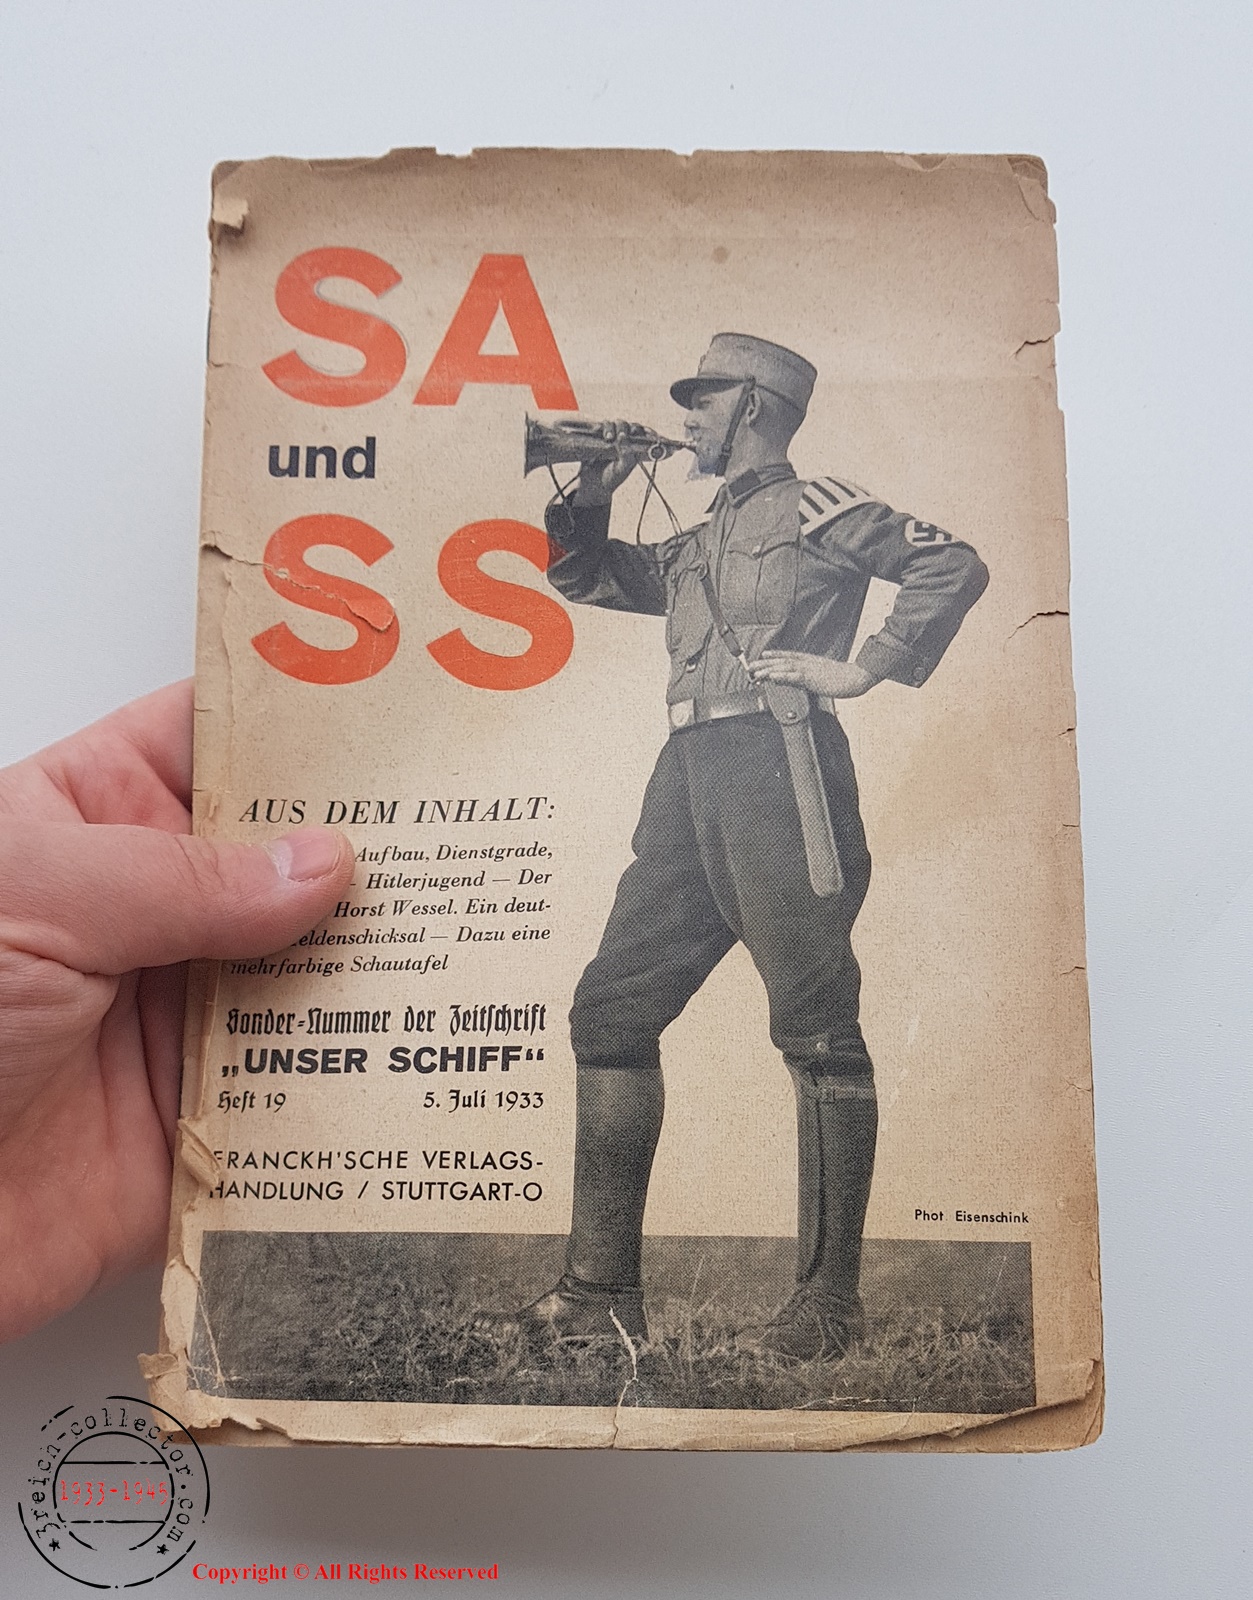 SA
und
SS
AUS DEM INHALT:
Aufbau, Dienstgrade,
- Hitlerjugend — Der
Horst Wessel. Ein deut-
eldenschicksal — Dazu eine
mehrfarbige Schautafel
Sonder-Nummer der Zeitschrift
„UNSER SCHIFF“
Heft 19 5. Juli 1933
FRANCKH'SCHE VERLAGS-
HANDLUNG / STUTTGART-O
Phot Eisenschink
3reich-collector.com
1933-1945
Copyright © All Rights Reserved